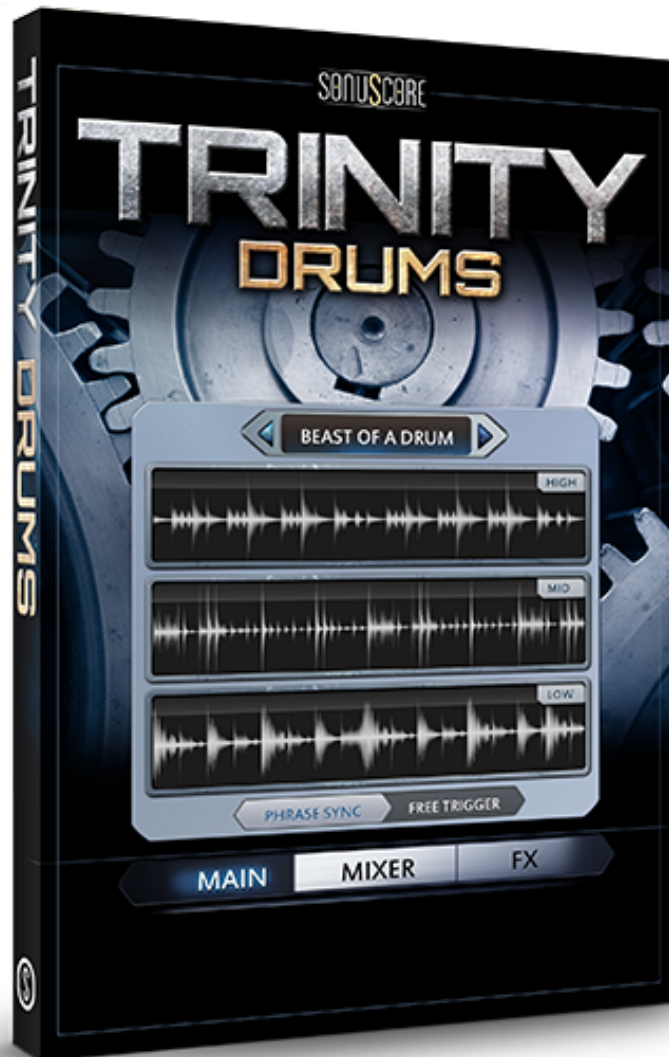 SONUSCORE
TRINITY
DRUMS
TRINITY DRUMS
BEAST OF A DRUM
HIGH
MID
LOW
PHRASE SYNC
FREE TRIGGER
MAIN
MIXER
FX
S